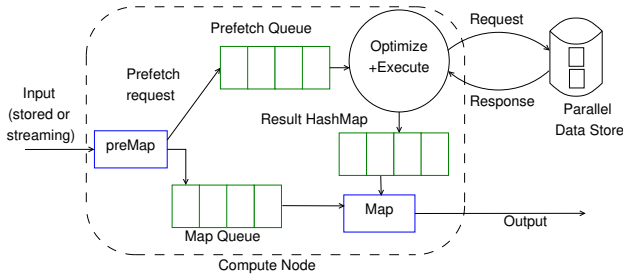 Prefetch Queue
Request
Optimize
+Execute
Prefetch
request
Input
(stored or
streaming)
Response
Parallel
Data Store
Result HashMap
preMap
Map
Map Queue
Output
Compute Node